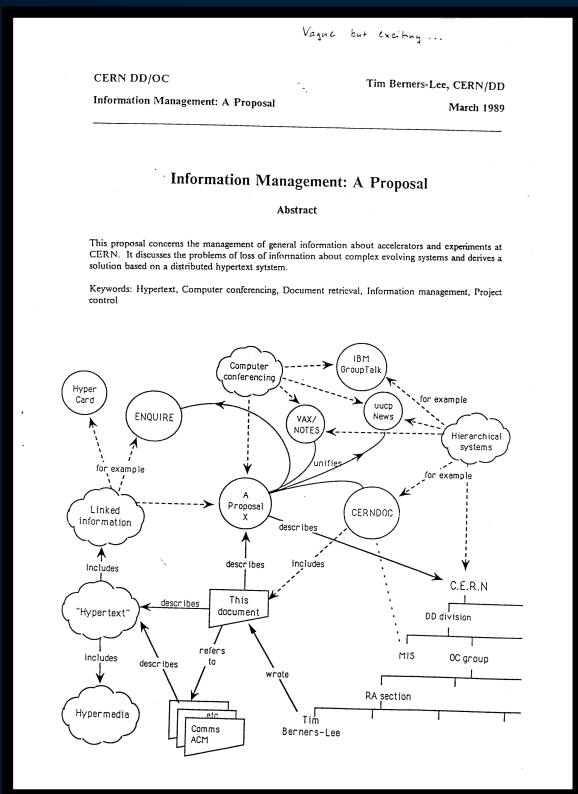 Vague but exciting ...
CERN DD/OC
Tim Berners-Lee, CERN/DD
Information Management: A Proposal
March 1989
Information Management: A Proposal
Abstract
This proposal concerns the management of general information about accelerators and experiments at
CERN. It discusses the problems of loss of information about complex evolving systems and derives a
solution based on a distributed hypertext sytstem.
Keywords: Hypertext, Computer conferencing, Document retrieval, Information management, Project
control
Computer
conferencing
IBM
GroupTalk
Hyper
Card
ENQUIRE
VAX/
NOTES
uucp
News
for example
Hierarchical
systems
unifies
for example
for example
Linked
information
A
Proposal
X
CERNDOC
describes
includes
describes
includes
C.E.R.N
"Hypertext"
describes
This
document
DD division
includes
describes
refers
to
wrote
MIS
OC group
RA section
Hypermedia
etc
Comms
ACM
Tim
Berners-Lee